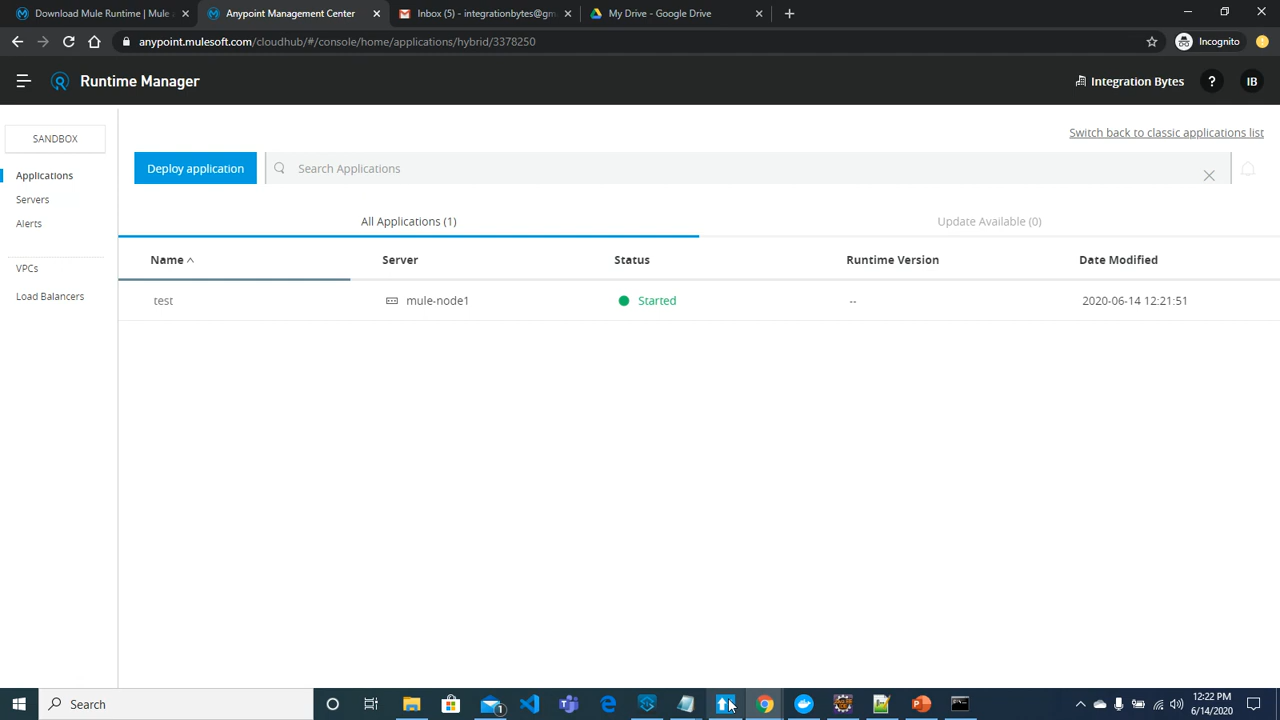 Download Mule Runtime | Mule
Anypoint Management Center
Inbox (5) - integrationbytes@gm
My Drive - Google Drive
anypoint.mulesoft.com/cloudhub/#/console/home/applications/hybrid/3378250
Incognito
Runtime Manager
Integration Bytes
?
IB
SANDBOX
Switch back to classic applications list
Applications
Deploy application
Search Applications
Servers
Alerts
All Applications (1)
Update Available (0)
VPCs
Load Balancers
Name
Server
Status
Runtime Version
Date Modified
test
mule-node1
Started
--
2020-06-14 12:21:51
Search
1
12:22 PM
6/14/2020